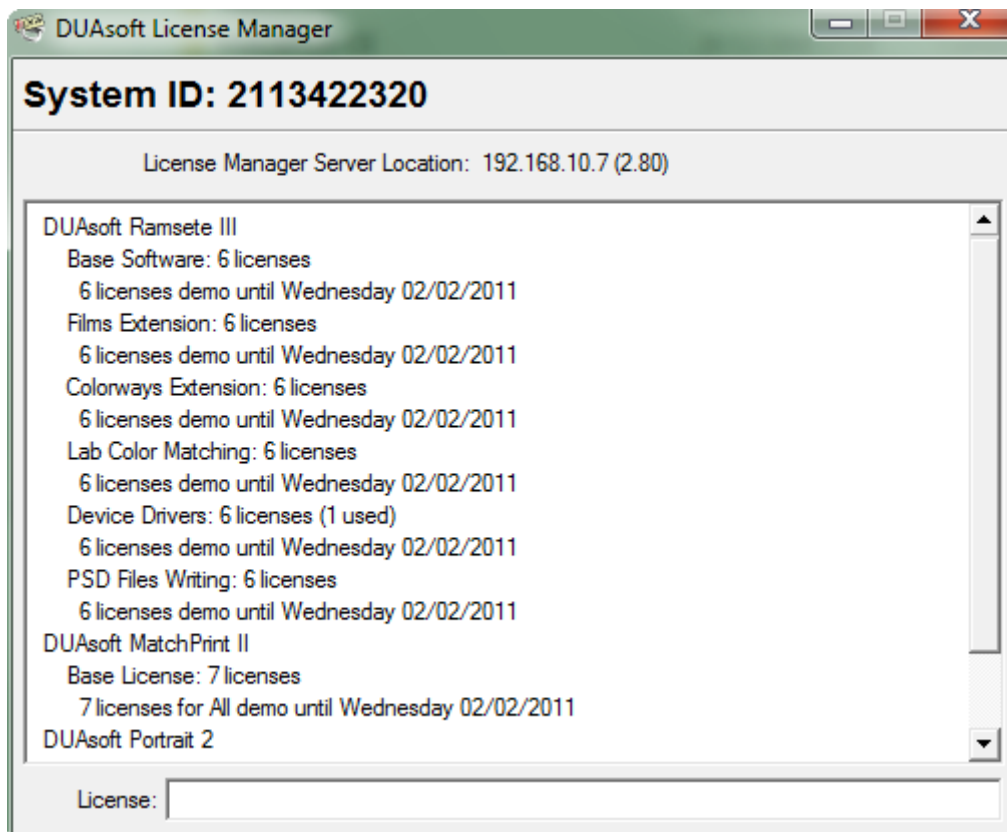 DUAsoft License Manager
System ID: 2113422320
License Manager Server Location: 192.168.10.7 (2.80)
DUAsoft Ramsete III
Base Software: 6 licenses
6 licenses demo until Wednesday 02/02/2011
Films Extension: 6 licenses
6 licenses demo until Wednesday 02/02/2011
Colorways Extension: 6 licenses
6 licenses demo until Wednesday 02/02/2011
Lab Color Matching: 6 licenses
6 licenses demo until Wednesday 02/02/2011
Device Drivers: 6 licenses (1 used)
6 licenses demo until Wednesday 02/02/2011
PSD Files Writing: 6 licenses
6 licenses demo until Wednesday 02/02/2011
DUAsoft MatchPrint II
Base License: 7 licenses
7 licenses for All demo until Wednesday 02/02/2011
DUAsoft Portrait 2
License: